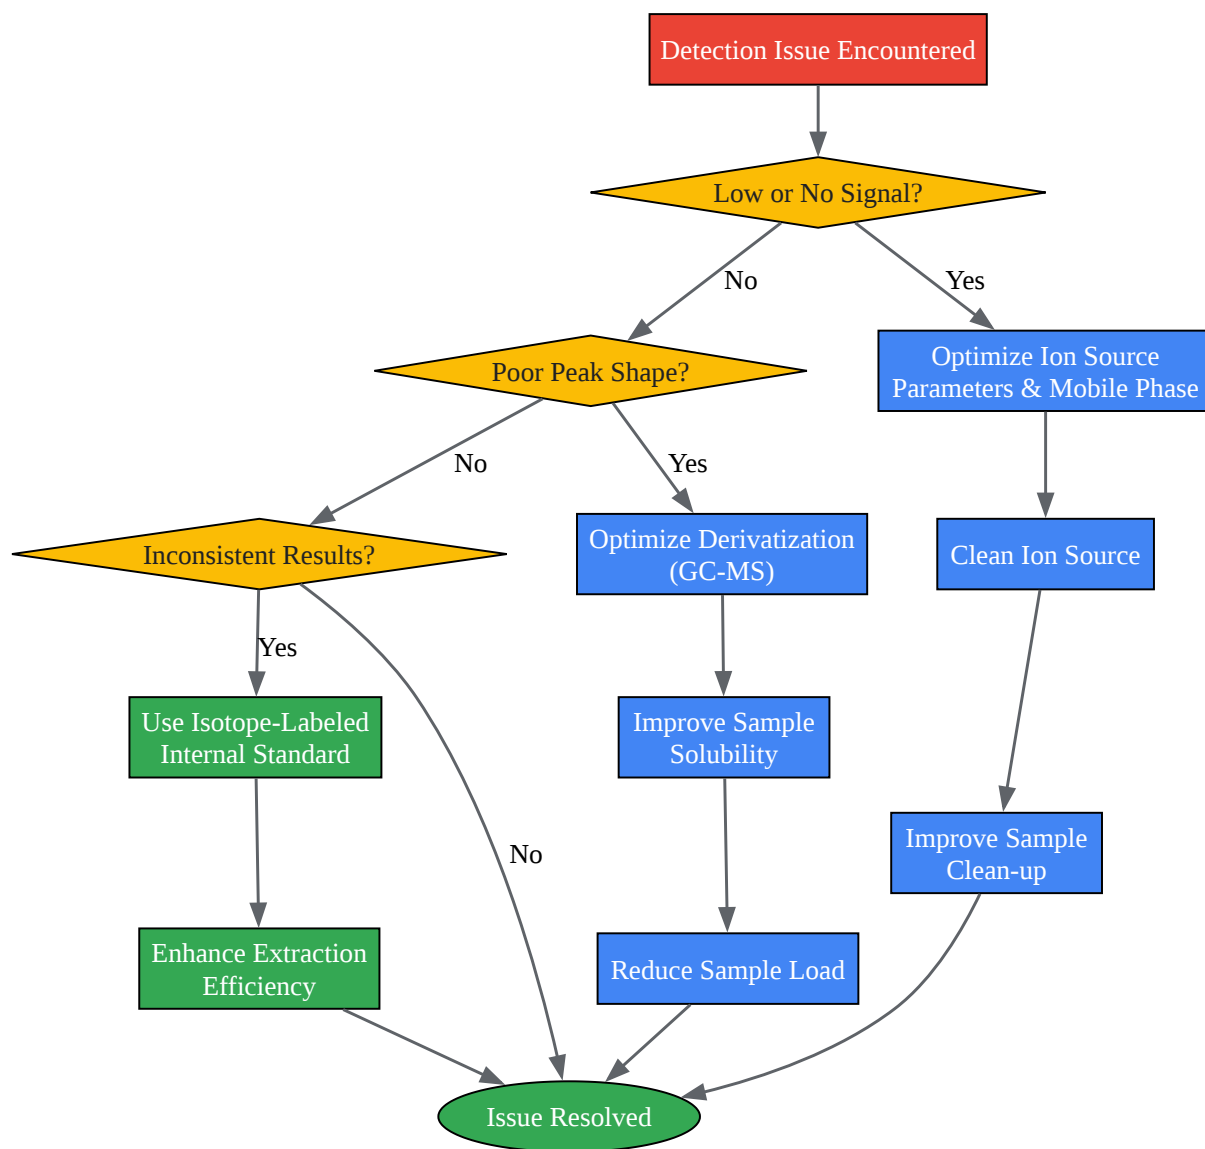 Detection Issue Encountered
Low or No Signal?
No
Yes
Poor Peak Shape?
Optimize Ion Source
Parameters & Mobile Phase
No
Yes
Inconsistent Results?
Optimize Derivatization
(GC-MS)
Clean Ion Source
Yes
Use Isotope-Labeled
Internal Standard
Improve Sample
Solubility
No
Improve Sample
Clean-up
Enhance Extraction
Efficiency
Reduce Sample Load
Issue Resolved